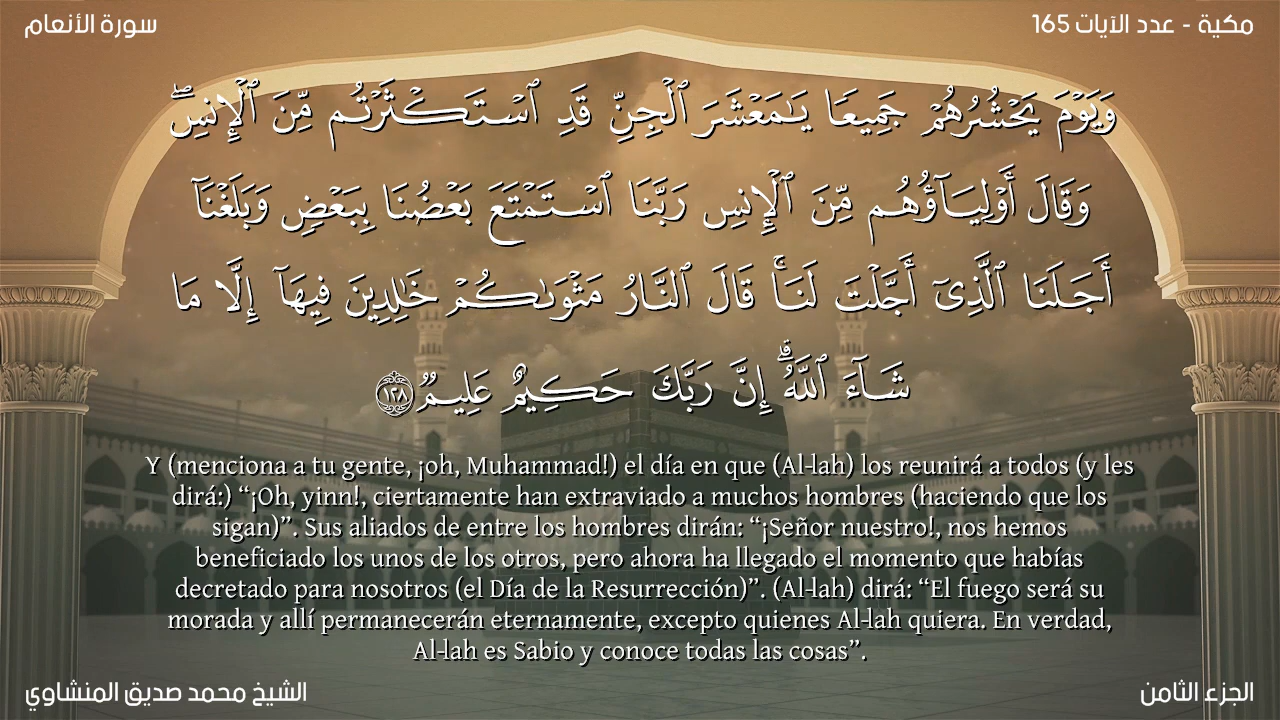 سورة الأنعام
مكية - عدد الآيات 165
وَيَوْمَ يَحْشُرُهُمْ جَمِيعًا يَـٰمَعْشَرَ ٱلْجِنِّ قَدِ ٱسْتَكْثَرْتُم مِّنَ ٱلْإِنسِ ۖ
وَقَالَ أَوْلِيَآؤُهُم مِّنَ ٱلْإِنسِ رَبَّنَا ٱسْتَمْتَعَ بَعْضُنَا بِبَعْضٍ وَبَلَغْنَآ
أَجَلَنَا ٱلَّذِىٓ أَجَّلْتَ لَنَا ۚ قَالَ ٱلنَّارُ مَثْوَىٰكُمْ خَـٰلِدِينَ فِيهَآ إِلَّا مَا
شَآءَ ٱللَّهُ ۗ إِنَّ رَبَّكَ حَكِيمٌ عَلِيمٌ ١٢٨
Y (menciona a tu gente, ¡oh, Muhammad!) el día en que (Al-lah) los reunirá a todos (y les
dirá:) “¡Oh, yinn!, ciertamente han extraviado a muchos hombres (haciendo que los
sigan)”. Sus aliados de entre los hombres dirán: “¡Señor nuestro!, nos hemos
beneficiado los unos de los otros, pero ahora ha llegado el momento que habías
decretado para nosotros (el Día de la Resurrección)”. (Al-lah) dirá: “El fuego será su
morada y allí permanecerán eternamente, excepto quienes Al-lah quiera. En verdad,
Al-lah es Sabio y conoce todas las cosas”.
الشيخ محمد صديق المنشاوي
الجزء الثامن